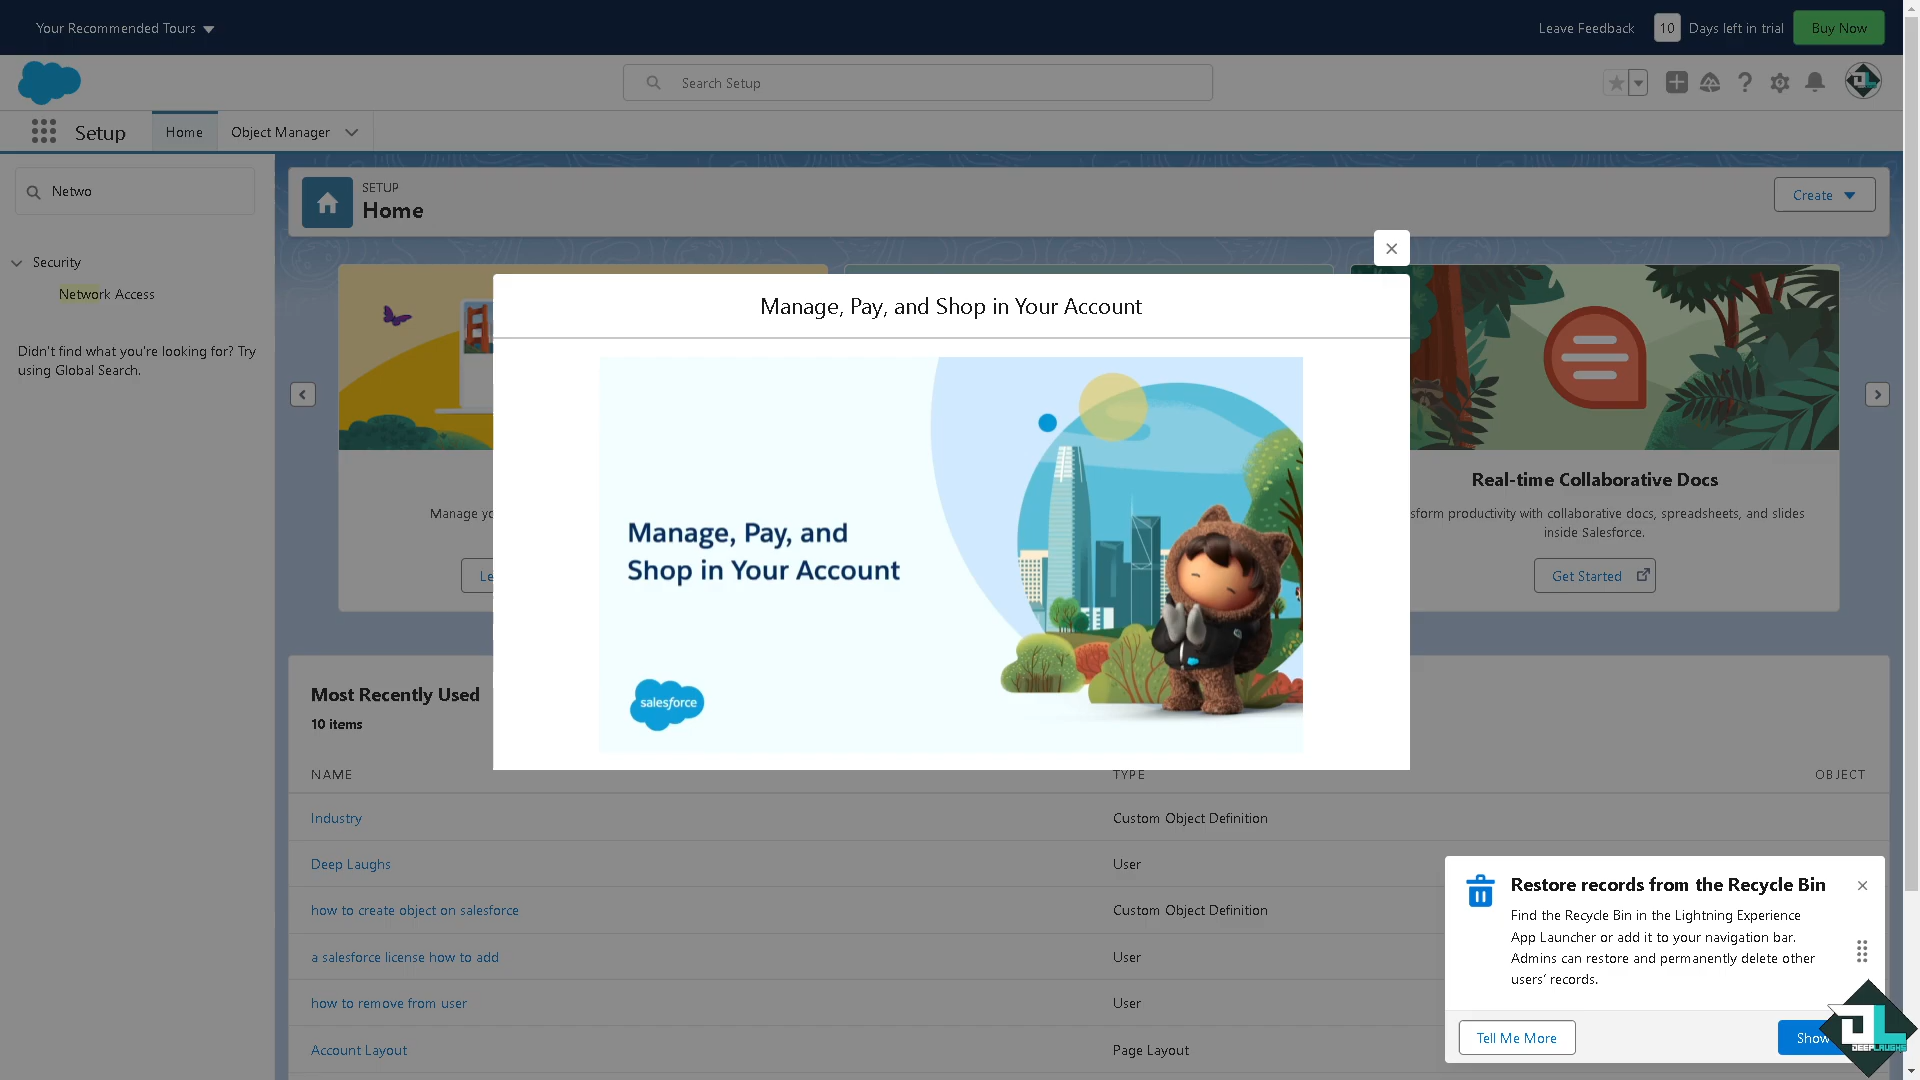 Your Recommended Tours
Leave Feedback
10
Days left in trial
Buy Now
Search Setup
Setup
Home
Object Manager
Netwo
Security
Network Access
Didn't find what you're looking for? Try
using Global Search.
SETUP
Home
Create
Manage, Pay, and Shop in Your Account
Manage, Pay, and
Shop in Your Account
salesforce
Manage
Real-time Collaborative Docs
productivity with collaborative docs, spreadsheets, and slides
inside Salesforce.
Get Started
Most Recently Used
10 items
NAME
TYPE
OBJECT
Industry
Custom Object Definition
Deep Laughs
User
how to create object on salesforce
Custom Object Definition
a salesforce license how to add
User
how to remove from user
User
Account Layout
Page Layout
Restore records from the Recycle Bin
Find the Recycle Bin in the Lightning Experience
App Launcher or add it to your navigation bar.
Admins can restore and permanently delete other
users' records.
Tell Me More
Show
DEEPLAUGHS